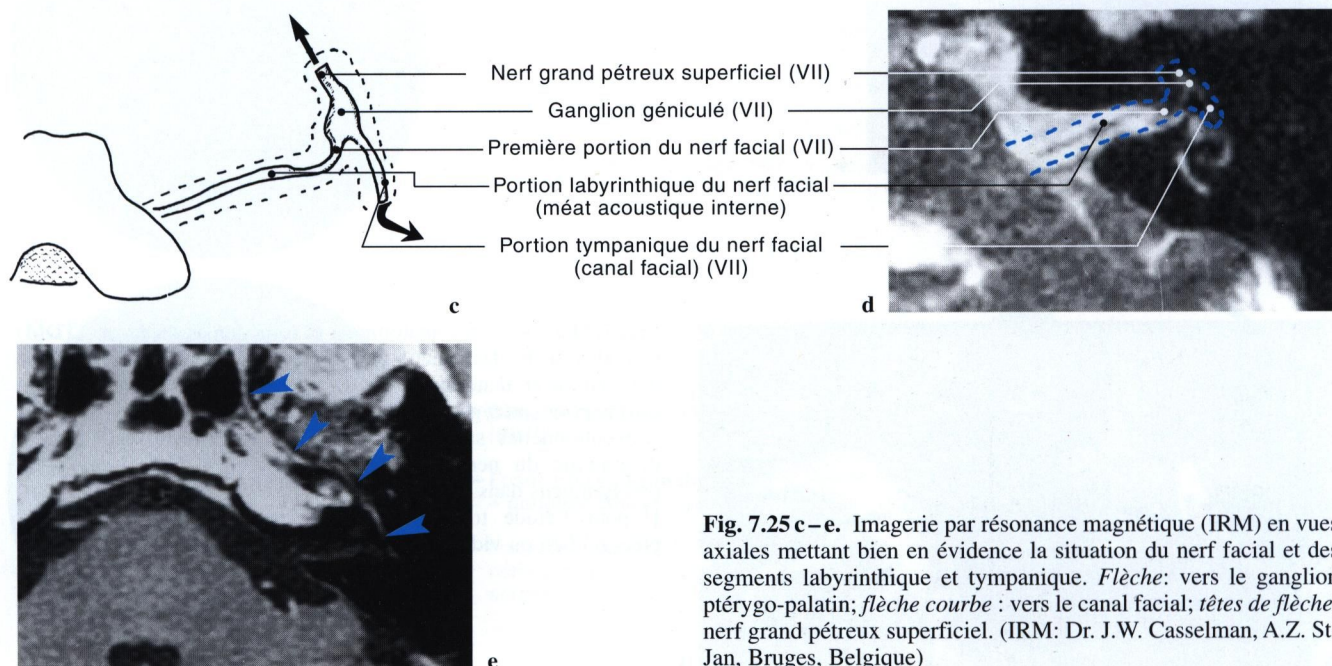 Nerf grand pétreux superficiel (VII)
Ganglion géniculé (VII)
Première portion du nerf facial (VII)
Portion labyrinthique du nerf facial
(méat acoustique interne)
Portion tympanique du nerf facial
(canal facial) (VII)
c
d
e
Fig. 7.25 c–e. Imagerie par résonance magnétique (IRM) en vues
axiales mettant bien en évidence la situation du nerf facial et des
segments labyrinthique et tympanique. Flèche: vers le ganglion
ptérygo-palatin; flèche courbe : vers le canal facial; têtes de flèche
nerf grand pétreux superficiel. (IRM: Dr. J.W. Casselman, A.Z. St
Jan, Bruges, Belgique)